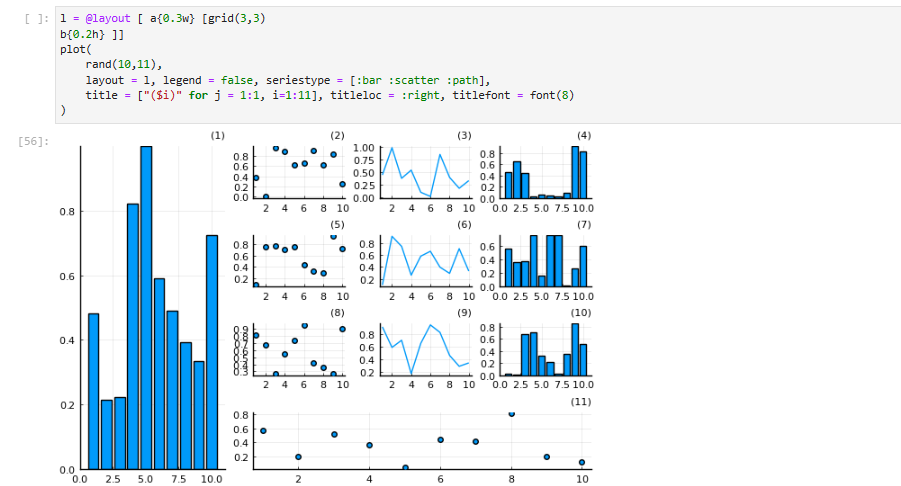 [ ]: l = @layout [ a{0.3w} [grid(3,3)
b{0.2h} ]]
plot(
    rand(10,11),
    layout = l, legend = false, seriestype = [:bar :scatter :path],
    title = ["($i)" for j = 1:1, i=1:11], titleloc = :right, titlefont = font(8)
)
[56]:
(1) (2) (3) (4)
0.8 0.6 0.4 0.2 0.0
0.0 2.5 5.0 7.5 10.0
0.8 0.6 0.4 0.2 0.0
2 4 6 8 10
1.00 0.75 0.50 0.25 0.00
2 4 6 8 10
0.8 0.6 0.4 0.2 0.0
0.0 2.5 5.0 7.5 10.0
(5) (6) (7)
0.8 0.6 0.4 0.2
2 4 6 8 10
0.8 0.6 0.4 0.2
2 4 6 8 10
0.6 0.4 0.2 0.0
0.0 2.5 5.0 7.5 10.0
(8) (9) (10)
0.9 0.8 0.7 0.6 0.5 0.4 0.3
2 4 6 8 10
0.8 0.6 0.4 0.2
2 4 6 8 10
0.8 0.6 0.4 0.2 0.0
0.0 2.5 5.0 7.5 10.0
(11)
0.8 0.6 0.4 0.2
2 4 6 8 10